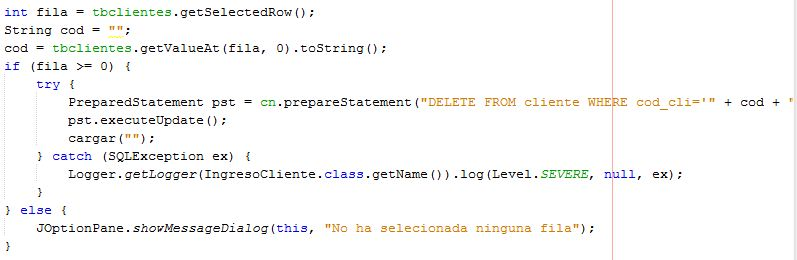 int fila = tbclientes.getSelectedRow();
String cod = "";
cod = tbclientes.getValueAt(fila, 0).toString();
if (fila >= 0) {
try {
PreparedStatement pst = cn.prepareStatement("DELETE FROM cliente WHERE cod_cli='" + cod + "
pst.executeUpdate();
cargar("");
} catch (SQLException ex) {
Logger.getLogger(IngresoCliente.class.getName()).log(Level.SEVERE, null, ex);
}
} else {
JOptionPane.showMessageDialog(this, "No ha selecionada ninguna fila");
}